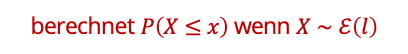 berechnet P(X ≤ x) wenn X ~ ℰ(l)